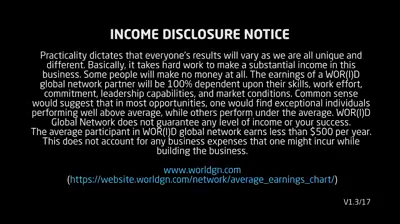 INCOME DISCLOSURE NOTICE
Practicality dictates that everyone's results will vary as we are all unique and
different. Basically, it takes hard work to make a substantial income in this
business. Some people will make no money at all. The earnings of a WOR(l)D
global network partner will be 100% dependent upon their skills, work effort,
commitment, leadership capabilities, and market conditions. Common sense
would suggest that in most opportunities, one would find exceptional individuals
performing well above average, while others perform under the average. WOR(l)D
Global Network does not guarantee any level of income or your success.
The average participant in WOR(l)D global network earns less than $500 per year.
This does not account for any business expenses that one might incur while
building the business.
www.worldgn.com
(https://website.worldgn.com/network/average_earnings_chart/)
V1.3/17